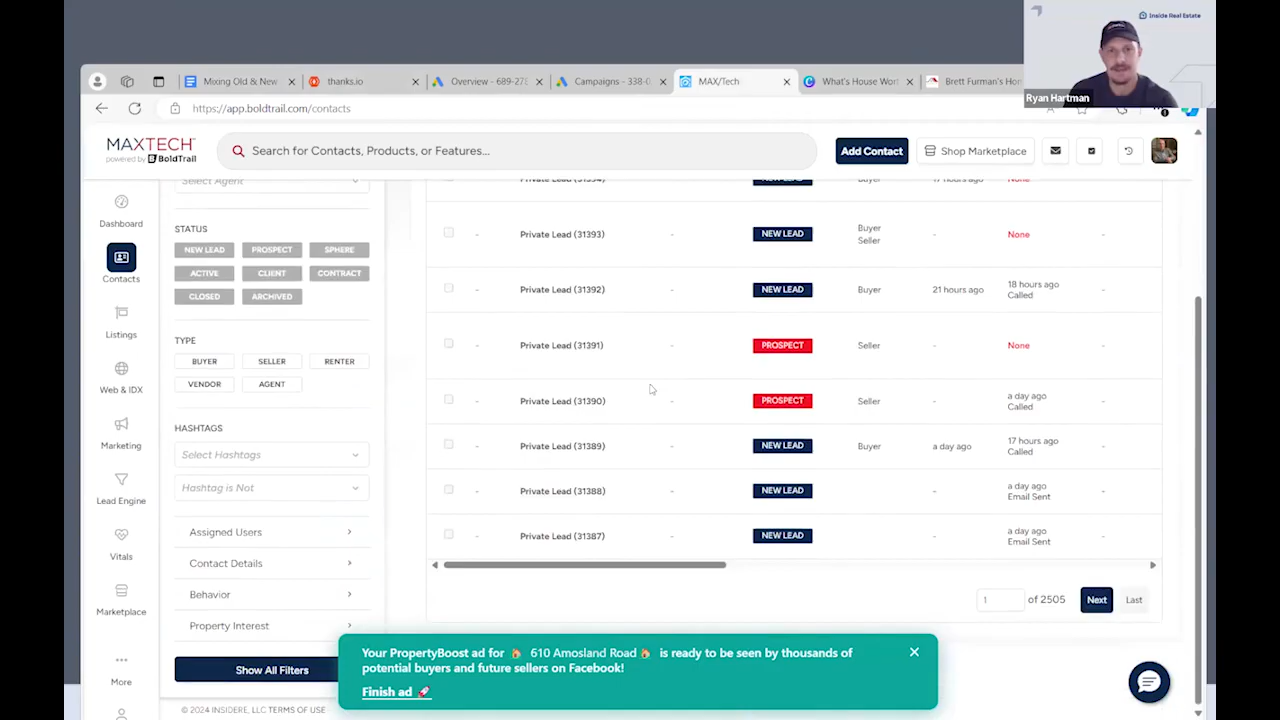 Inside Real Estate
Ryan Hartman
Mixing Old & New
thanks.io
Overview - 689-27
Campaigns - 338-0
MAX/Tech
What's House Wor
Brett Furman's Hor
https://app.boldtrail.com/contacts
MAXTECH
powered by BoldTrail
Search for Contacts, Products, or Features...
Add Contact
Shop Marketplace
Dashboard
Contacts
Listings
Web & IDX
Marketing
Lead Engine
Vitals
Marketplace
More
Select Agent
STATUS
NEW LEAD PROSPECT SPHERE
ACTIVE CLIENT CONTRACT
CLOSED ARCHIVED
TYPE
BUYER SELLER RENTER
VENDOR AGENT
HASHTAGS
Select Hashtags
Hashtag is Not
Assigned Users
Contact Details
Behavior
Property Interest
Show All Filters
© 2024 INSIDERE, LLC TERMS OF USE
- Private Lead (31394) - NEW LEAD Buyer 17 hours ago None -
- Private Lead (31393) - NEW LEAD Buyer - None -
Seller
- Private Lead (31392) - NEW LEAD Buyer 21 hours ago 18 hours ago -
Called
- Private Lead (31391) - PROSPECT Seller - None -
- Private Lead (31390) - PROSPECT Seller - a day ago -
Called
- Private Lead (31389) - NEW LEAD Buyer a day ago 17 hours ago -
Called
- Private Lead (31388) - NEW LEAD - a day ago -
Email Sent
- Private Lead (31387) - NEW LEAD - a day ago -
Email Sent
1 of 2505 Next Last
Your PropertyBoost ad for 610 Amosland Road is ready to be seen by thousands of
potential buyers and future sellers on Facebook!
Finish ad